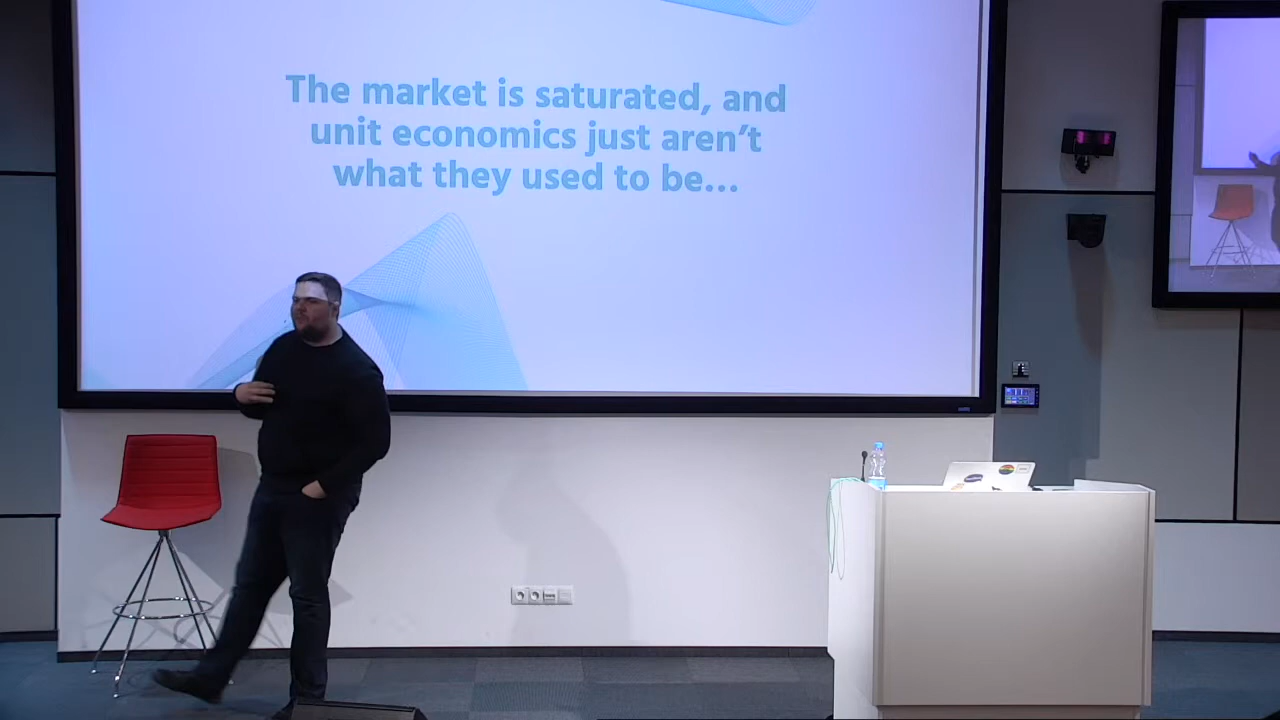 The market is saturated, and
unit economics just aren't
what they used to be...